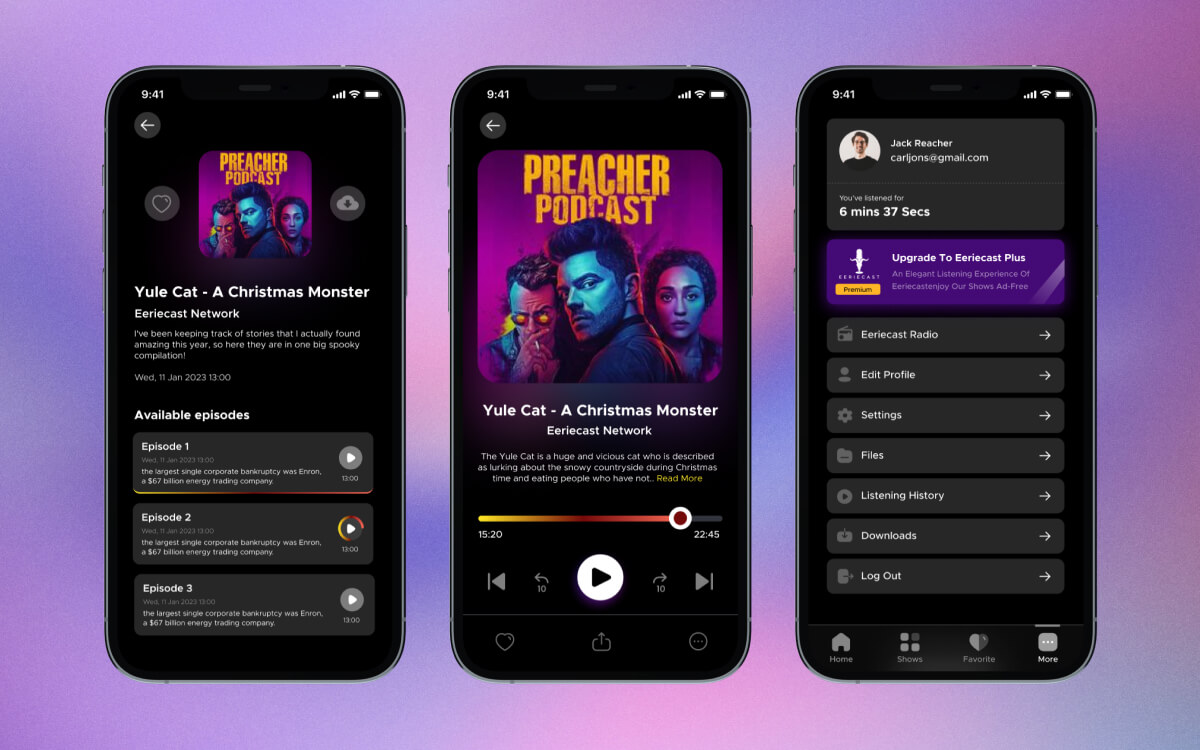 9:41
PREACHER
PODCAST
Yule Cat - A Christmas Monster
Eeriecast Network
I've been keeping track of stories that I actually found
amazing this year, so here they are in one big spooky
compilation!
Wed, 11 Jan 2023 13:00
Available episodes
Episode 1
Wed, 11 Jan 2023 13:00
the largest single corporate bankruptcy was Enron,
a $67 billion energy trading company.
13:00
Episode 2
Wed, 11 Jan 2023 13:00
the largest single corporate bankruptcy was Enron,
a $67 billion energy trading company.
13:00
Episode 3
Wed, 11 Jan 2023 13:00
the largest single corporate bankruptcy was Enron,
a $67 billion energy trading company.
13:00
9:41
PREACHER
PODCAST
Yule Cat - A Christmas Monster
Eeriecast Network
The Yule Cat is a huge and vicious cat who is described
as lurking about the snowy countryside during Christmas
time and eating people who have not.. Read More
15:20
22:45
10
10
9:41
Jack Reacher
carljons@gmail.com
You've listened for
6 mins 37 Secs
EERIECAST
Premium
Upgrade To Eeriecast Plus
An Elegant Listening Experience Of
Eeriecastenjoy Our Shows Ad-Free
Eeriecast Radio
Edit Profile
Settings
Files
Listening History
Downloads
Log Out
Home
Shows
Favorite
More